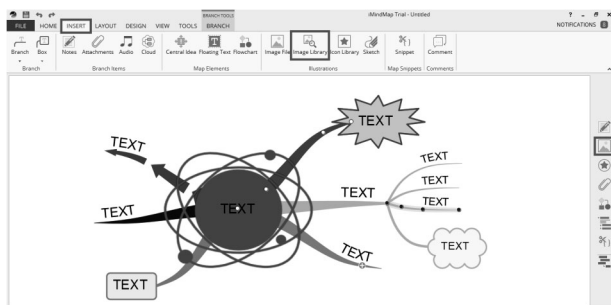 BRANCH TOOLS
iMindMap Trial - Untitled
FILE HOME INSERT LAYOUT DESIGN VIEW TOOLS BRANCH
NOTIFICATIONS
Branch Box Notes Attachments Audio Cloud Central Idea Floating Text Flowchart Image File Image Library Icon Library Sketch Snippet Comment
Branch Branch Items Map Elements Illustrations Map Snippets Comments
TEXT
TEXT
TEXT
TEXT
TEXT
TEXT
TEXT
TEXT
TEXT
TEXT
TEXT
TEXT